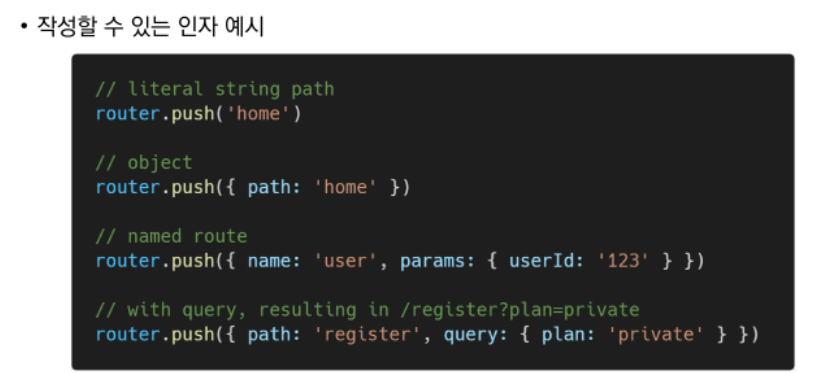 • 작성할 수 있는 인자 예시
// literal string path
router.push('home')
// object
router.push({ path: 'home' })
// named route
router.push({ name: 'user', params: { userId: '123' } })
// with query, resulting in /register?plan=private
router.push({ path: 'register', query: { plan: 'private' } })